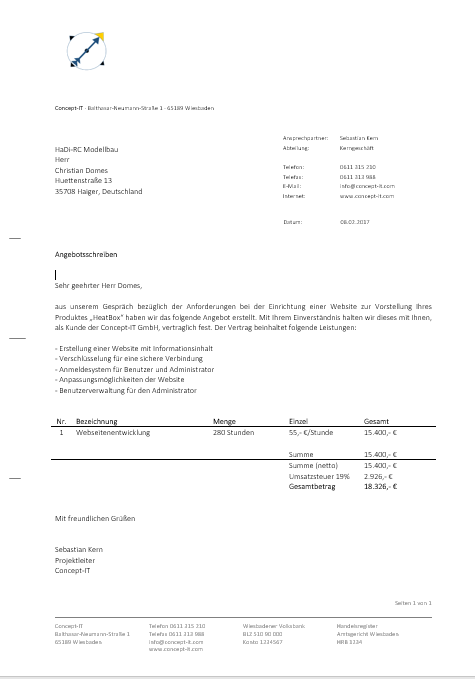 Concept-IT · Balthasar-Neumann-Straße 1 · 65189 Wiesbaden
Ansprechpartner: Sebastian Kern
Abteilung: Kerngeschäft
HaDi-RC Modellbau
Herr
Christian Domes
Huettenstraße 13
35708 Haiger, Deutschland
Telefon: 0611 315 210
Telefax: 0611 313 988
E-Mail: info@concept-it.com
Internet: www.concept-it.com
Datum: 08.02.2017
Angebotsschreiben
Sehr geehrter Herr Domes,
aus unserem Gespräch bezüglich der Anforderungen bei der Einrichtung einer Website zur Vorstellung Ihres
Produktes „HeatBox“ haben wir das folgende Angebot erstellt. Mit Ihrem Einverständnis halten wir dieses mit Ihnen,
als Kunde der Concept-IT GmbH, vertraglich fest. Der Vertrag beinhaltet folgende Leistungen:
- Erstellung einer Website mit Informationsinhalt
- Verschlüsselung für eine sichere Verbindung
- Anmeldesystem für Benutzer und Administrator
- Anpassungsmöglichkeiten der Website
- Benutzerverwaltung für den Administrator
Nr. Bezeichnung Menge Einzel Gesamt
1 Webseitenentwicklung 280 Stunden 55,- €/Stunde 15.400,- €
Summe 15.400,- €
Summe (netto) 15.400,- €
Umsatzsteuer 19% 2.926,- €
Gesamtbetrag 18.326,- €
Mit freundlichen Grüßen
Sebastian Kern
Projektleiter
Concept-IT
Seiten 1 von 1
Concept-IT Telefon 0611 315 210 Wiesbadener Volksbank Handelsregister
Balthasar-Neumann-Straße 1 Telefax 0611 313 988 BLZ 510 900 00 Amtsgericht Wiesbaden
65189 Wiesbaden info@concept-it.com Konto 1234567 HRB 5234
www.concept-it.com